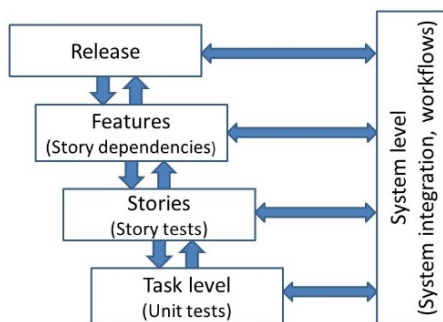 Release
Features
(Story dependencies)
Stories
(Story tests)
Task level
(Unit tests)
System level
(System integration, workflows)